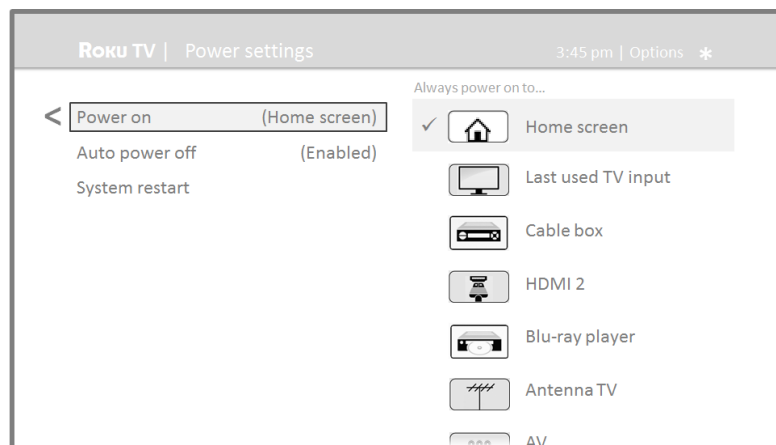 ROKU TV | Power settings
3:45 pm | Options *
Always power on to...
< Power on (Home screen)
Auto power off (Enabled)
System restart
✓ Home screen
Last used TV input
Cable box
HDMI 2
Blu-ray player
Antenna TV
AV